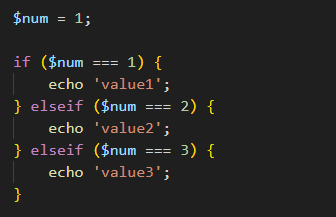 $num = 1;

if ($num === 1) {
    echo 'value1';
} elseif ($num === 2) {
    echo 'value2';
} elseif ($num === 3) {
    echo 'value3';
}